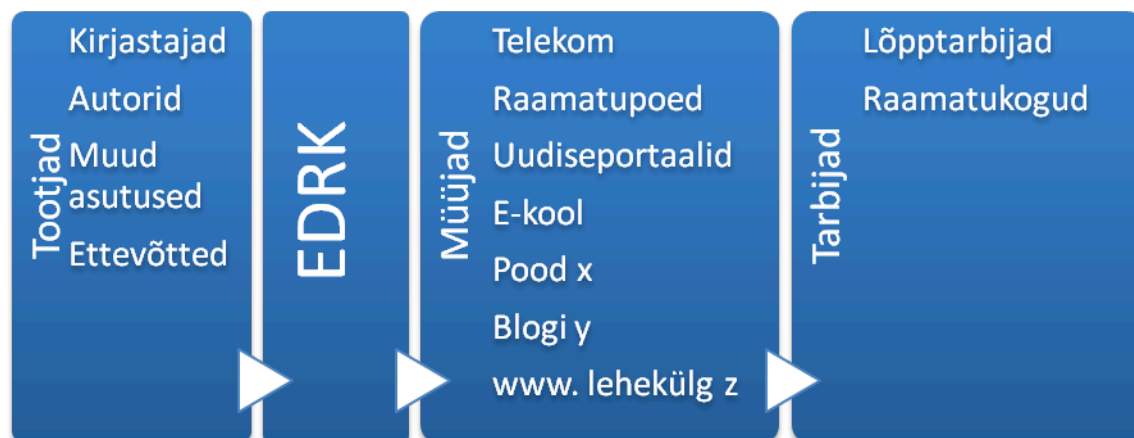 Tootjad
Kirjastajad
Autorid
Muud
asutused
Ettevõtted
EDRK
Müüjad
Telekom
Raamatupoed
Uudiseportaalid
E-kool
Pood x
Blogi y
www. lehekülg z
Tarbijad
Lõpptarbijad
Raamatukogud